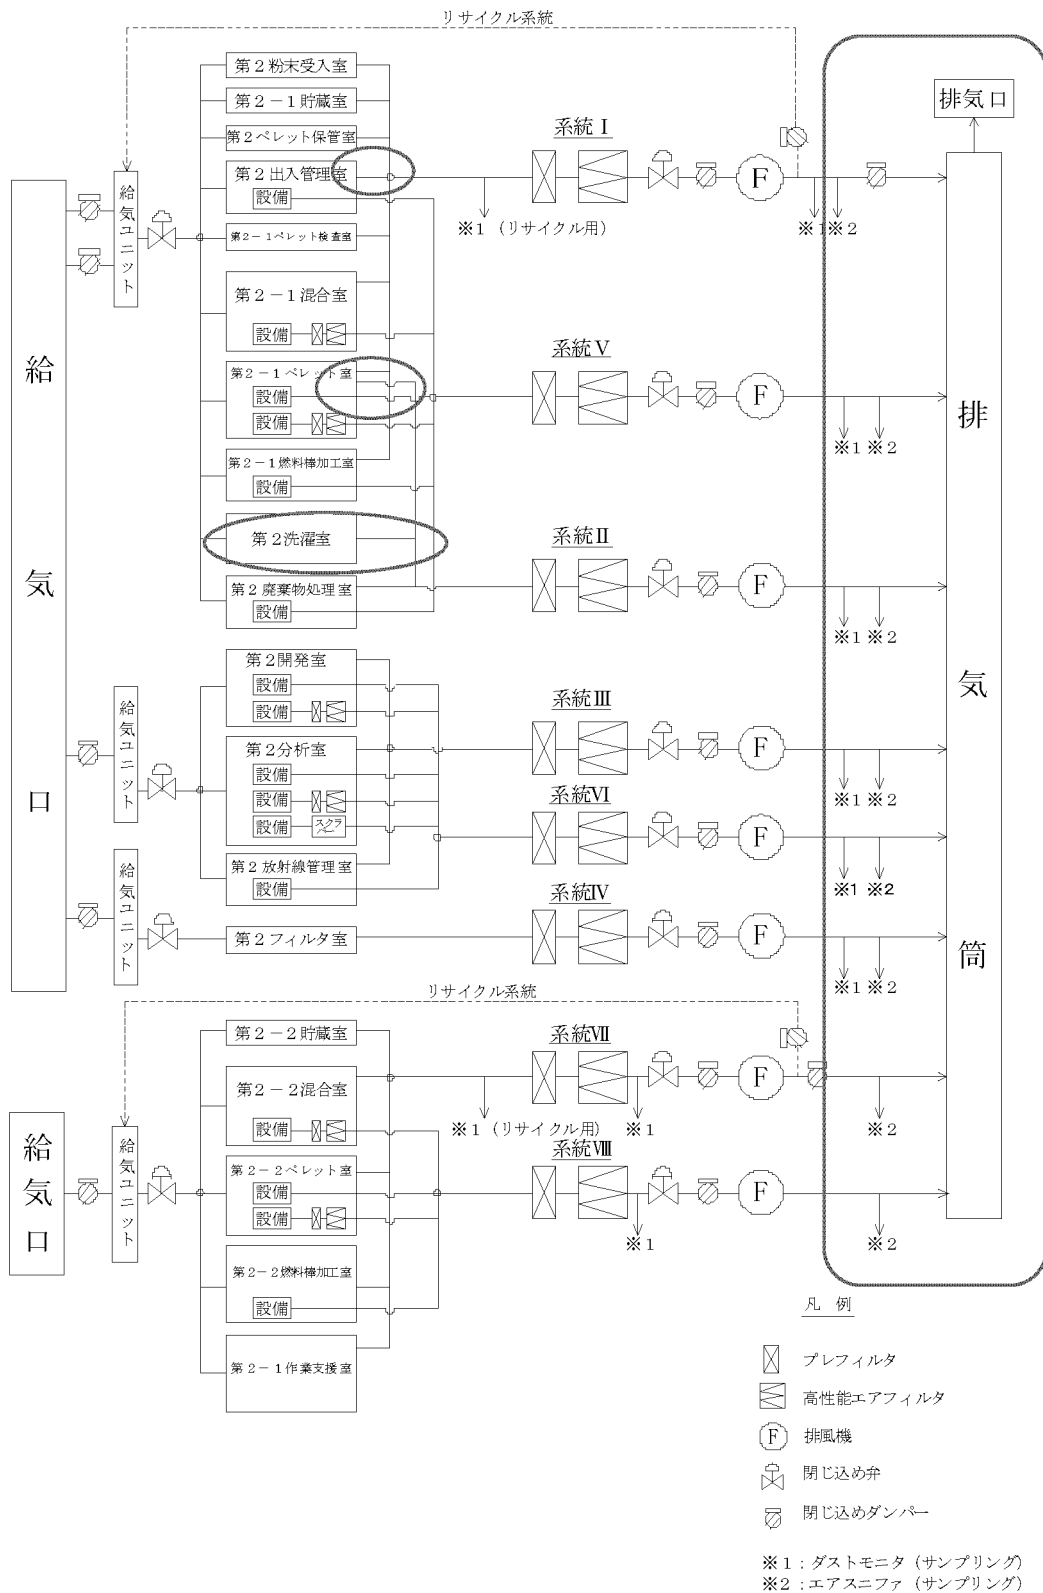 リサイクル系統
第2粉末受入室
第2-1貯蔵室
第2ペレット保管室
第2出入管理室
設備
第2-1ペレット検査室
第2-1混合室
設備
第2-1ペレット室
設備
設備
第2-1燃料棒加工室
設備
第2洗濯室
第2廃棄物処理室
設備
給気ユニット
給気口
系統Ⅰ
F
※1 (リサイクル用)
※1
※2
系統Ⅴ
F
※1 ※2
系統Ⅱ
F
※1 ※2
排気口
排気筒
給気ユニット
第2開発室
設備
設備
第2分析室
設備
設備
設備
スクラバ
第2放射線管理室
設備
系統Ⅲ
F
※1 ※2
系統Ⅵ
F
※1 ※2
給気ユニット
第2フィルタ室
系統Ⅳ
F
※1 ※2
リサイクル系統
給気口
給気ユニット
第2-2貯蔵室
第2-2混合室
設備
第2-2ペレット室
設備
設備
第2-2燃料棒加工室
設備
第2-1作業支援室
系統Ⅶ
F
※1 (リサイクル用)
※1
※2
系統Ⅷ
F
※1
※2
凡 例
プレフィルタ
高性能エアフィルタ
F 排風機
閉じ込め弁
閉じ込めダンパー
※1:ダストモニタ (サンプリング)
※2:エアスニファ (サンプリング)